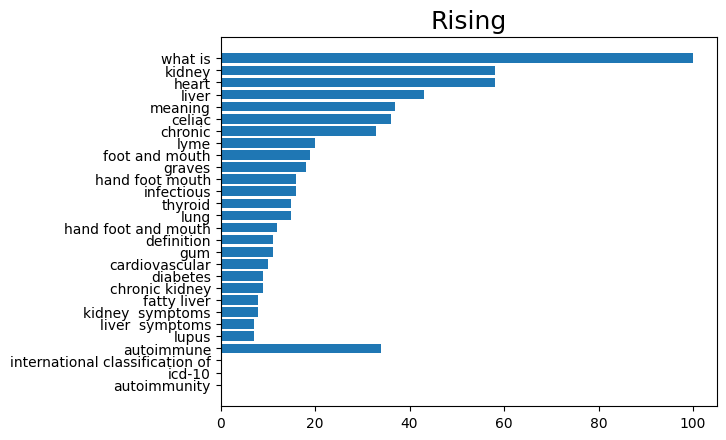 Rising
what is
kidney
heart
liver
meaning
celiac
chronic
lyme
foot and mouth
graves
hand foot mouth
infectious
thyroid
lung
hand foot and mouth
definition
gum
cardiovascular
diabetes
chronic kidney
fatty liver
kidney  symptoms
liver  symptoms
lupus
autoimmune
international classification of
icd-10
autoimmunity
0 20 40 60 80 100